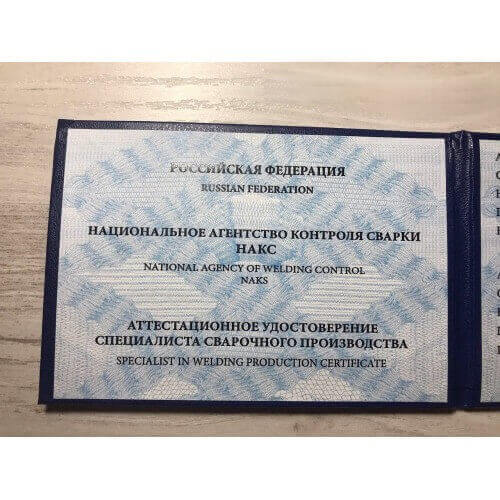 РОССИЙСКАЯ ФЕДЕРАЦИЯ
RUSSIAN FEDERATION
НАЦИОНАЛЬНОЕ АГЕНТСТВО КОНТРОЛЯ СВАРКИ
НАКС
NATIONAL AGENCY OF WELDING CONTROL
NAKS
АТТЕСТАЦИОННОЕ УДОСТОВЕРЕНИЕ
СПЕЦИАЛИСТА СВАРОЧНОГО ПРОИЗВОДСТВА
SPECIALIST IN WELDING PRODUCTION CERTIFICATE